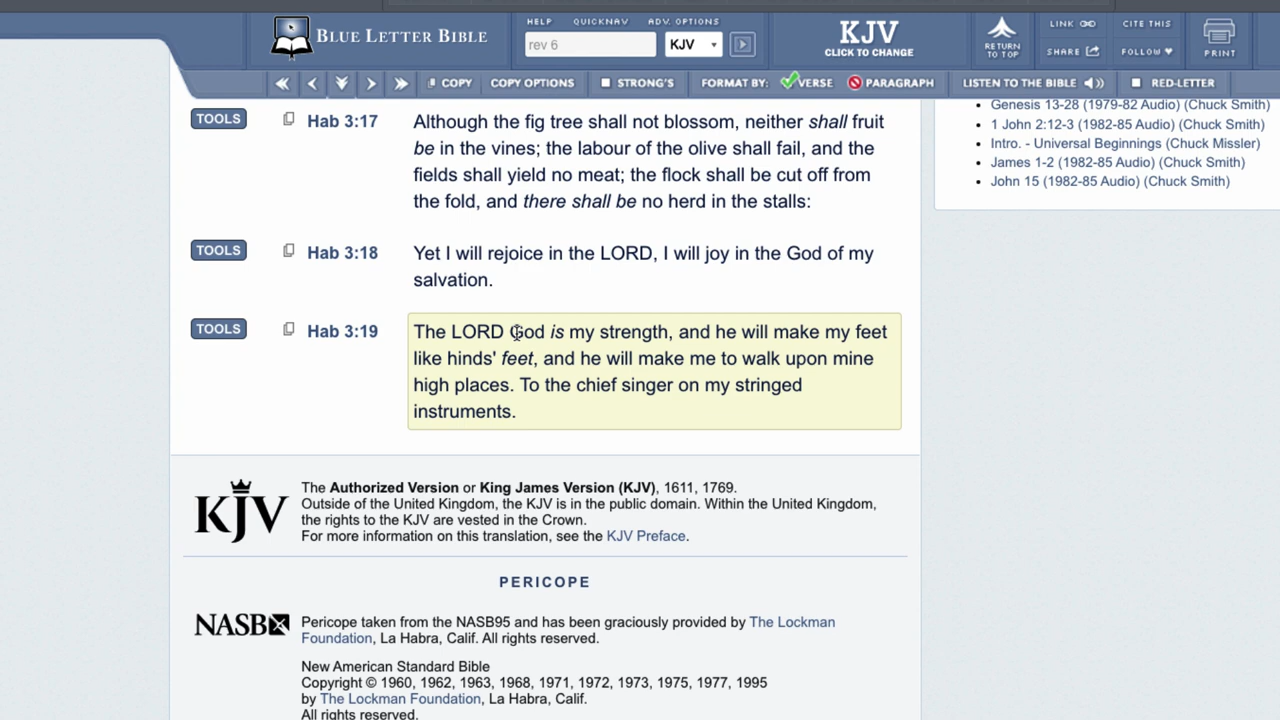 BLUE LETTER BIBLE
HELP QUICKNAV ADV. OPTIONS
rev 6
KJV
KJV
CLICK TO CHANGE
RETURN
TO TOP
LINK
CITE THIS
SHARE
FOLLOW
PRINT
COPY
COPY OPTIONS
STRONG'S
FORMAT BY:
VERSE
PARAGRAPH
LISTEN TO THE BIBLE
RED-LETTER
TOOLS
Hab 3:17
Although the fig tree shall not blossom, neither shall fruit
be in the vines; the labour of the olive shall fail, and the
fields shall yield no meat; the flock shall be cut off from
the fold, and there shall be no herd in the stalls:
TOOLS
Hab 3:18
Yet I will rejoice in the LORD, I will joy in the God of my
salvation.
TOOLS
Hab 3:19
The LORD God is my strength, and he will make my feet
like hinds' feet, and he will make me to walk upon mine
high places. To the chief singer on my stringed
instruments.
Genesis 13-28 (1979-82 Audio) (Chuck Smith)
1 John 2:12-3 (1982-85 Audio) (Chuck Smith)
Intro. - Universal Beginnings (Chuck Missler)
James 1-2 (1982-85 Audio) (Chuck Smith)
John 15 (1982-85 Audio) (Chuck Smith)
KJV
The Authorized Version or King James Version (KJV), 1611, 1769.
Outside of the United Kingdom, the KJV is in the public domain. Within the United Kingdom,
the rights to the KJV are vested in the Crown.
For more information on this translation, see the KJV Preface.
PERICOPE
NASB
Pericope taken from the NASB95 and has been graciously provided by The Lockman
Foundation, La Habra, Calif. All rights reserved.
New American Standard Bible
Copyright © 1960, 1962, 1963, 1968, 1971, 1972, 1973, 1975, 1977, 1995
by The Lockman Foundation, La Habra, Calif.
All rights reserved.